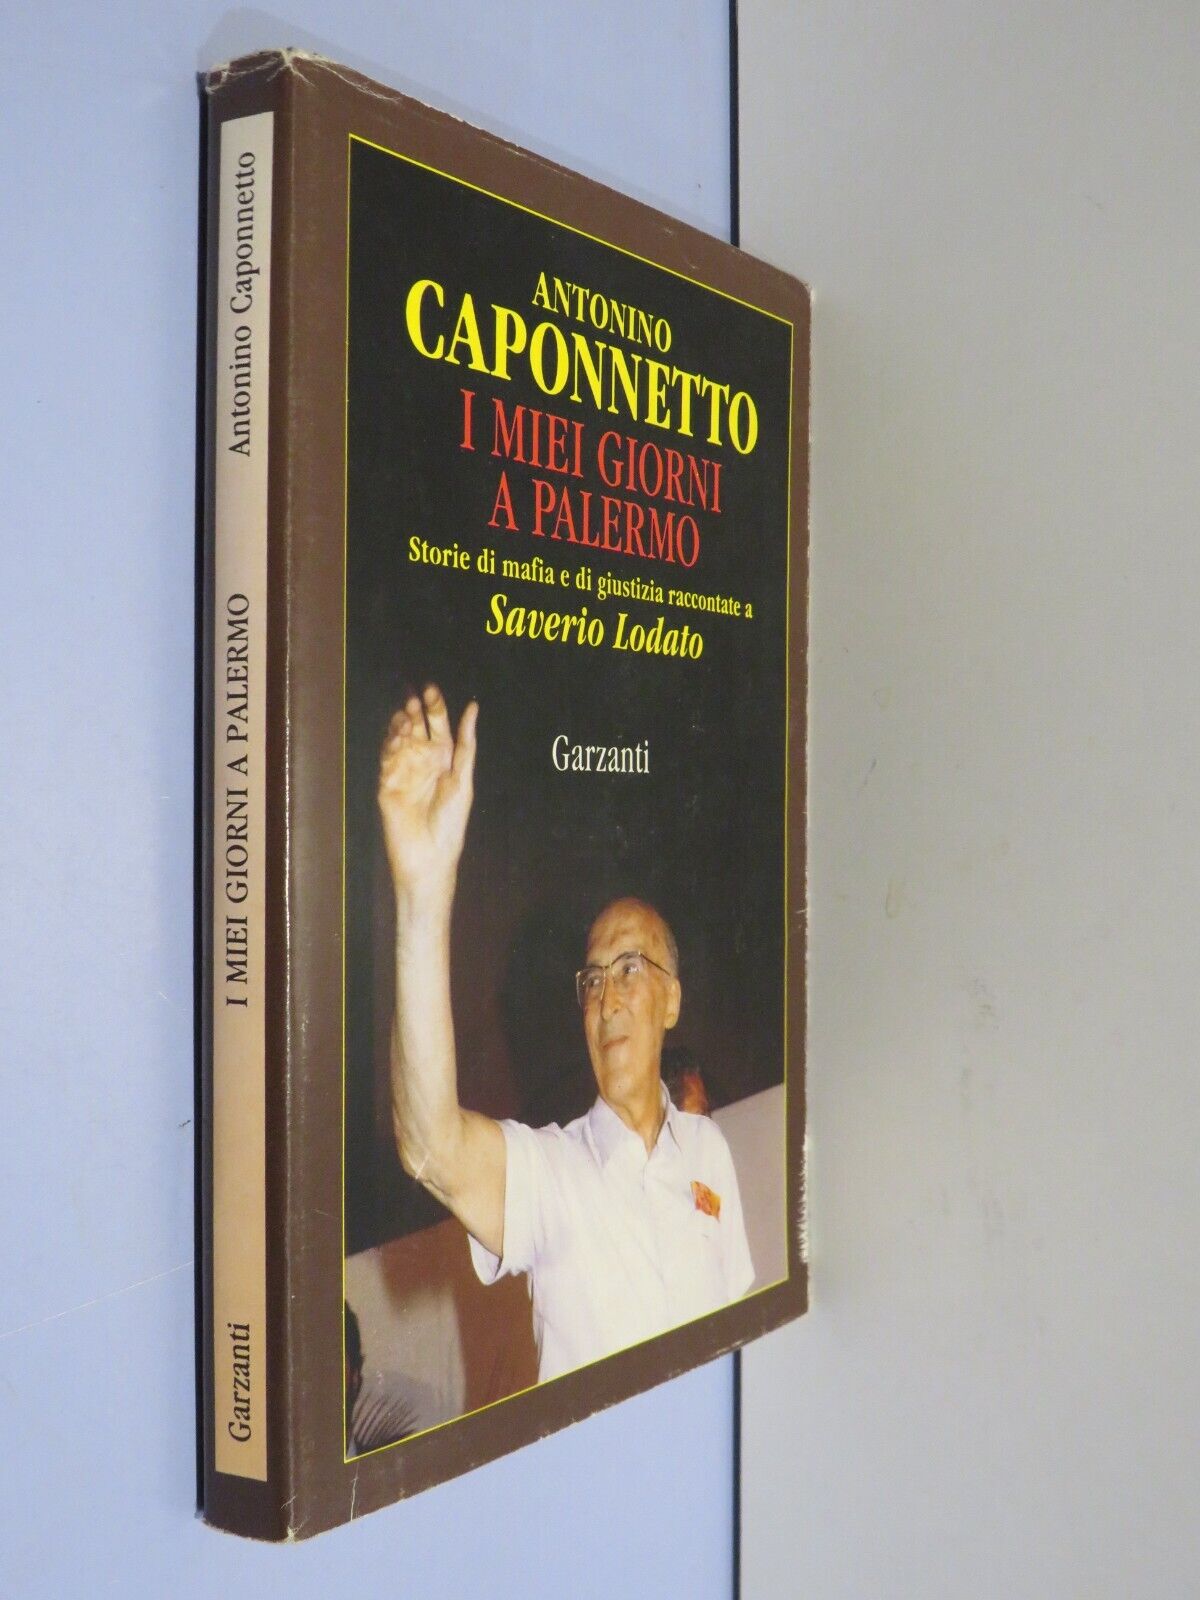 ANTONINO
CAPONNETTO
I MIEI GIORNI
A PALERMO
Storie di mafia e di giustizia raccontate a
Saverio Lodato
Garzanti
Antonino Caponnetto
I MIEI GIORNI A PALERMO
Garzanti